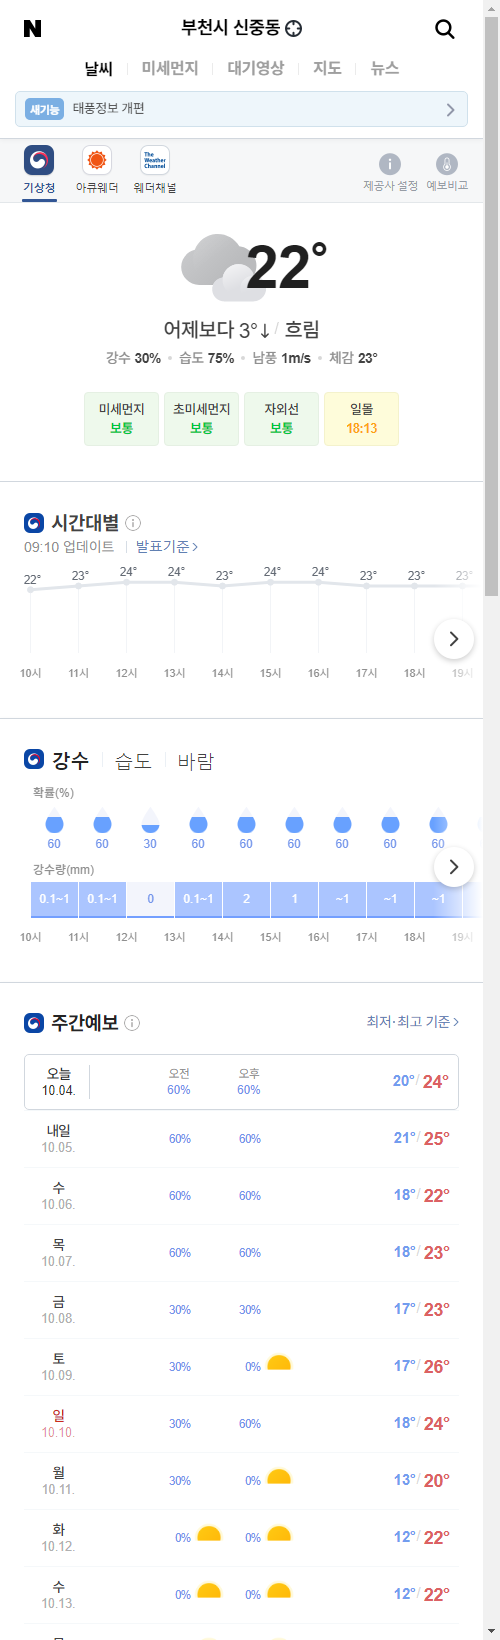 N
부천시 신중동
날씨 미세먼지 대기영상 지도 뉴스
새기능 태풍정보 개편
The Weather Channel
기상청 아큐웨더 웨더채널 제공사 설정 예보비교
22°
어제보다 3°↓ / 흐림
강수 30% 습도 75% 남풍 1m/s 체감 23°
미세먼지 초미세먼지 자외선 일몰
보통 보통 보통 18:13
시간대별
09:10 업데이트 발표기준
22° 23° 24° 24° 23° 24° 24° 23° 23° 23°
10시 11시 12시 13시 14시 15시 16시 17시 18시 19시
강수 습도 바람
확률(%)
60 60 30 60 60 60 60 60 60
강수량(mm)
0.1~1 0.1~1 0 0.1~1 2 1 ~1 ~1 ~1
10시 11시 12시 13시 14시 15시 16시 17시 18시 19시
주간예보 최저·최고 기준
오늘 오전 오후
10.04. 60% 60% 20°/ 24°
내일
10.05. 60% 60% 21°/ 25°
수
10.06. 60% 60% 18°/ 22°
목
10.07. 60% 60% 18°/ 23°
금
10.08. 30% 30% 17°/ 23°
토
10.09. 30% 0% 17°/ 26°
일
10.10. 30% 60% 18°/ 24°
월
10.11. 30% 0% 13°/ 20°
화
10.12. 0% 0% 12°/ 22°
수
10.13. 0% 0% 12°/ 22°